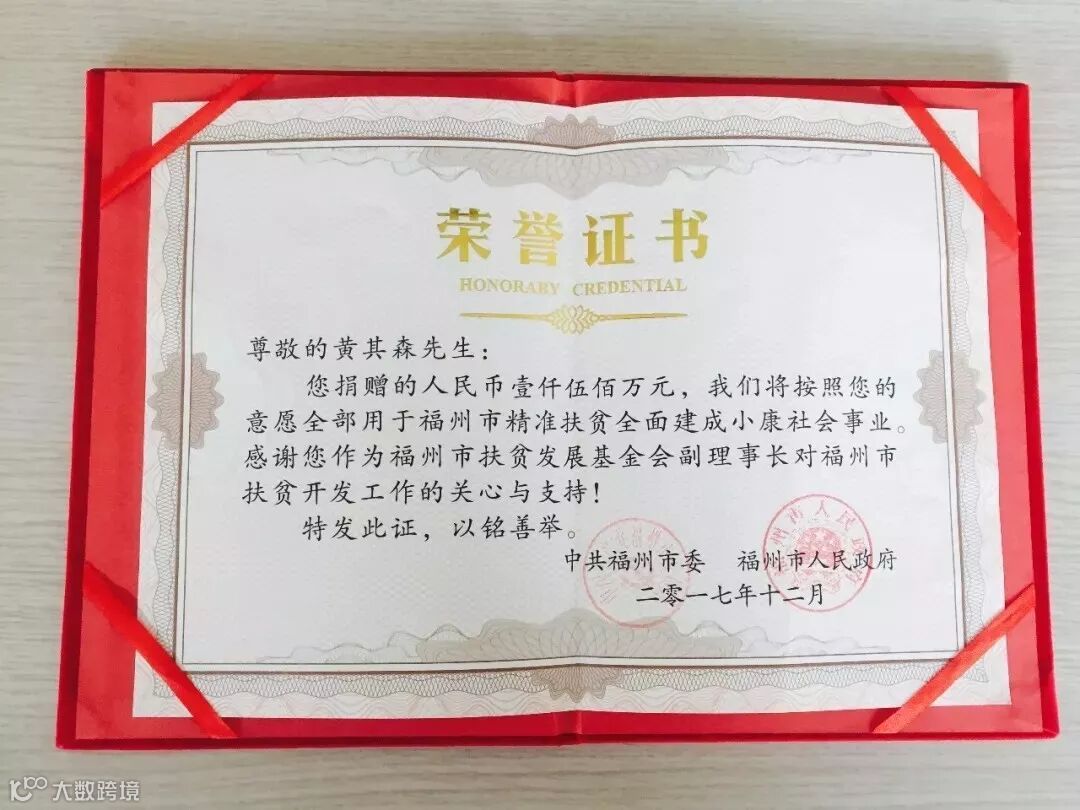 荣誉证书
HONORARY CREDENTIAL
尊敬的黄其森先生：
您捐赠的人民币壹仟伍佰万元，我们将按照您的
意愿全部用于福州市精准扶贫全面建成小康社会事业。
感谢您作为福州市扶贫发展基金会副理事长对福州市
扶贫开发工作的关心与支持！
特发此证，以铭善举。
中共福州市委 福州市人民政府
二零一七年十二月
大数跨境